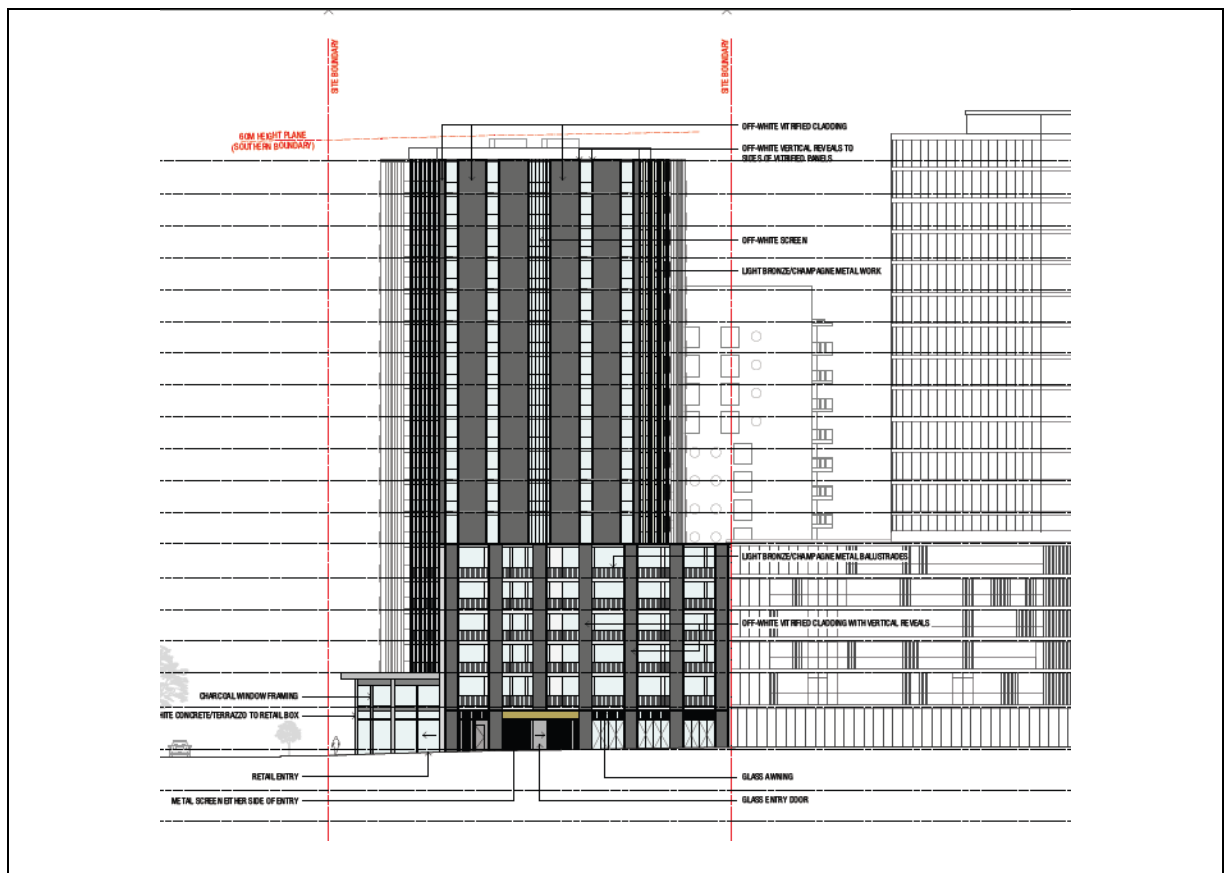 SITE BOUNDARY
SITE BOUNDARY
60M HEIGHT PLANE
(SOUTHERN BOUNDARY)
OFF-WHITE VITRIFIED CLADDING
OFF-WHITE VERTICAL REVEALS TO
SIDES OF VITRIFIED PANELS
OFF-WHITE SCREEN
LIGHT BRONZE/CHAMPAGNE METAL WORK
LIGHT BRONZE/CHAMPAGNE METAL BALUSTRADES
OFF-WHITE VITRIFIED CLADDING WITH VERTICAL REVEALS
CHARCOAL WINDOW FRAMING
HITE CONCRETE/TERRAZZO TO RETAIL BOX
RETAIL ENTRY
METAL SCREEN EITHER SIDE OF ENTRY
GLASS AWNING
GLASS ENTRY DOOR